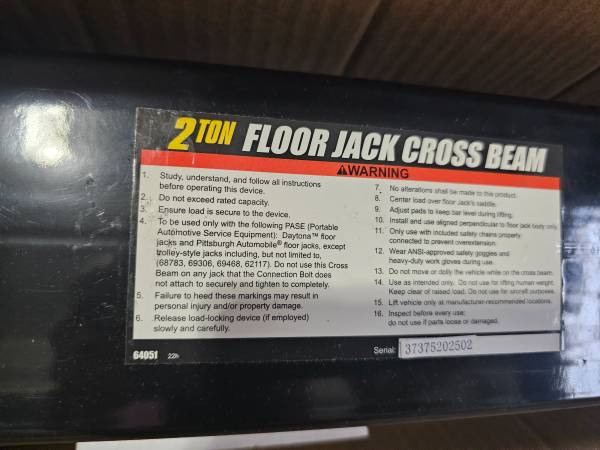 2 TON FLOOR JACK CROSS BEAM
WARNING
1. Study, understand, and follow all instructions
before operating this device.
2. Do not exceed rated capacity.
3. Ensure load is secure to the device.
4. To be used only with the following PASE (Portable
Automotive Service Equipment): Daytona™ floor
jacks and Pittsburgh Automobile® floor jacks, except
trolley-style jacks including, but not limited to,
(68783, 69306, 69468, 62117). Do not use this Cross
Beam on any jack that the Connection Bolt does
not attach to securely and tighten to completely.
5. Failure to heed these markings may result in
personal injury and/or property damage.
6. Release load-locking device (if employed)
slowly and carefully.
7. No alterations shall be made to this product.
8. Center load over floor Jack's saddle.
9. Adjust pads to keep bar level during lifting.
10. Install and use aligned perpendicular to floor jack body only.
11. Only use with included safety chains properly
connected to prevent overextension.
12. Wear ANSI-approved safety goggles and
heavy-duty work gloves during use.
13. Do not move or dolly the vehicle while on the cross beam.
14. Use as intended only. Do not use for lifting human weight.
Keep clear of raised load. Do not use for aircraft purposes.
15. Lift vehicle only at manufacturer-recommended locations.
16. Inspect before every use;
do not use if parts loose or damaged.
64051 22h
Serial: 37375202502